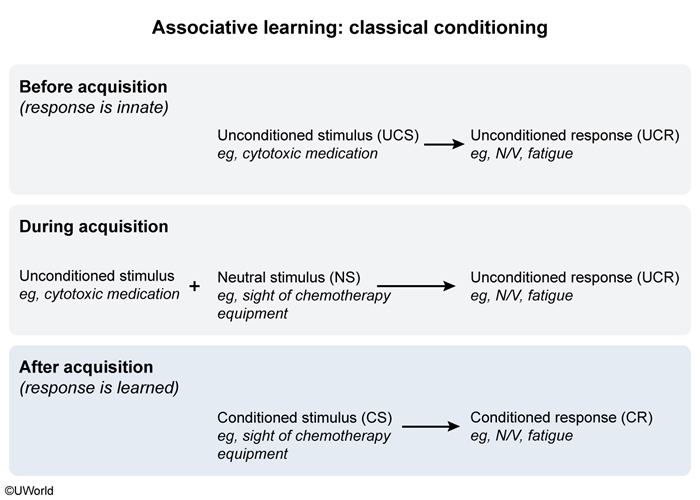 Associative learning: classical conditioning
Before acquisition
(response is innate)
Unconditioned stimulus (UCS)
eg, cytotoxic medication
Unconditioned response (UCR)
eg, N/V, fatigue
During acquisition
Unconditioned stimulus
eg, cytotoxic medication
+
Neutral stimulus (NS)
eg, sight of chemotherapy
equipment
Unconditioned response (UCR)
eg, N/V, fatigue
After acquisition
(response is learned)
Conditioned stimulus (CS)
eg, sight of chemotherapy
equipment
Conditioned response (CR)
eg, N/V, fatigue
©UWorld